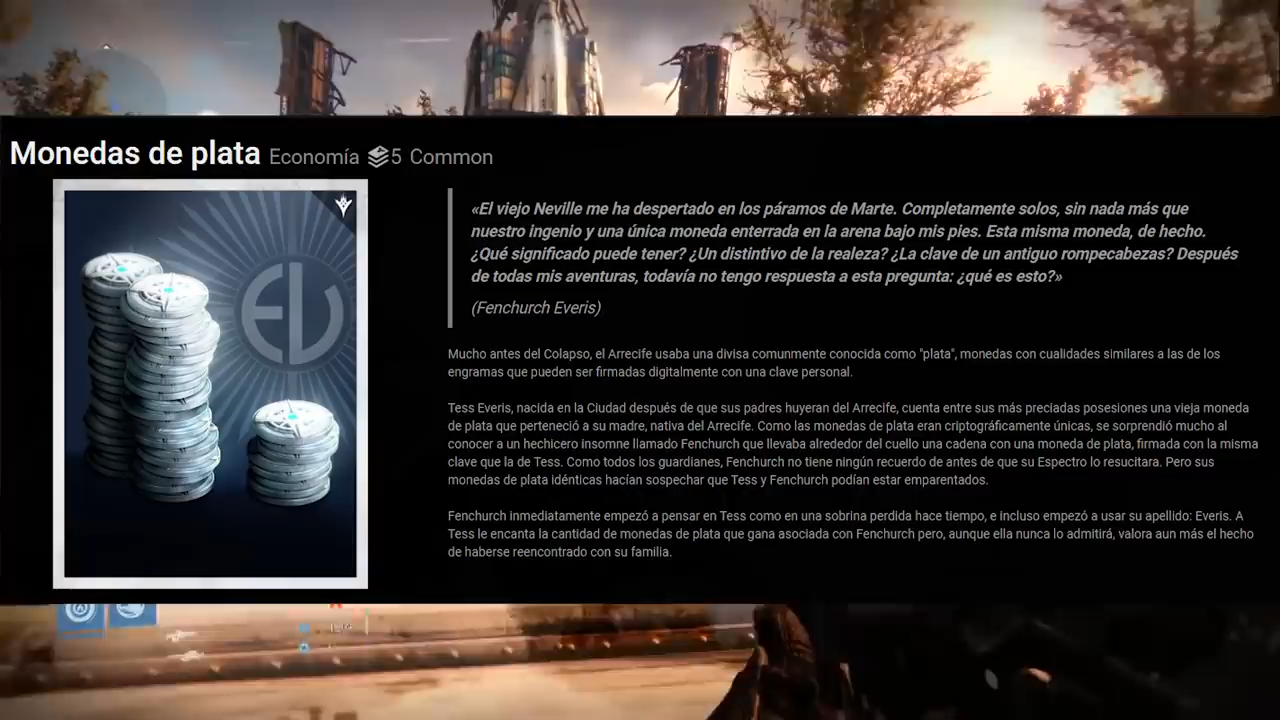 Monedas de plata Economía 5 Common
EV
«El viejo Neville me ha despertado en los páramos de Marte. Completamente solos, sin nada más que
nuestro ingenio y una única moneda enterrada en la arena bajo mis pies. Esta misma moneda, de hecho.
¿Qué significado puede tener? ¿Un distintivo de la realeza? ¿La clave de un antiguo rompecabezas? Después
de todas mis aventuras, todavía no tengo respuesta a esta pregunta: ¿qué es esto?»
(Fenchurch Everis)
Mucho antes del Colapso, el Arrecife usaba una divisa comunmente conocida como "plata", monedas con cualidades similares a las de los
engramas que pueden ser firmadas digitalmente con una clave personal.
Tess Everis, nacida en la Ciudad después de que sus padres huyeran del Arrecife, cuenta entre sus más preciadas posesiones una vieja moneda
de plata que perteneció a su madre, nativa del Arrecife. Como las monedas de plata eran criptográficamente únicas, se sorprendió mucho al
conocer a un hechicero insomne llamado Fenchurch que llevaba alrededor del cuello una cadena con una moneda de plata, firmada con la misma
clave que la de Tess. Como todos los guardianes, Fenchurch no tiene ningún recuerdo de antes de que su Espectro lo resucitara. Pero sus
monedas de plata idénticas hacían sospechar que Tess y Fenchurch podían estar emparentados.
Fenchurch inmediatamente empezó a pensar en Tess como en una sobrina perdida hace tiempo, e incluso empezó a usar su apellido: Everis. A
Tess le encanta la cantidad de monedas de plata que gana asociada con Fenchurch pero, aunque ella nunca lo admitirá, valora aun más el hecho
de haberse reencontrado con su familia.